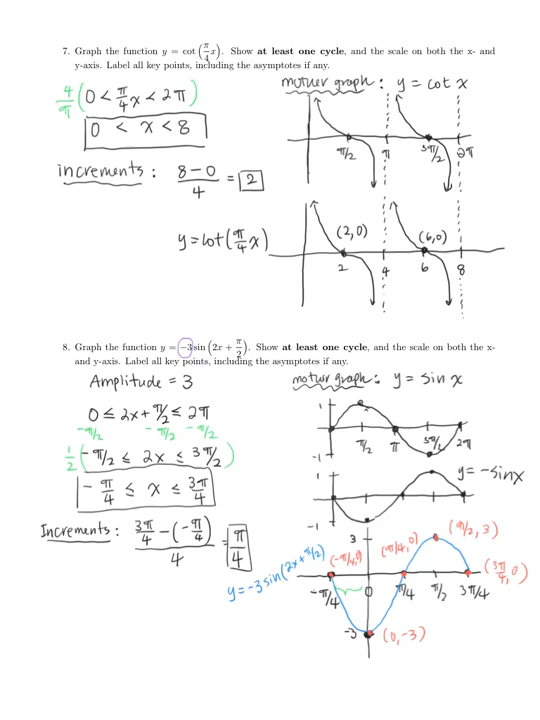 7. Graph the function y = cot (π/4 x). Show at least one cycle, and the scale on both the x- and
y-axis. Label all key points, including the asymptotes if any.
4/π (0 < π/4 x < 2π)
0 < x < 8
increments : (8-0)/4 = 2
mother graph : y = cot x
π/2 π 3π/2 2π
y = cot(π/4 x)
(2,0) (6,0)
2 4 6 8
8. Graph the function y = -3 sin (2x + π/2). Show at least one cycle, and the scale on both the x-
and y-axis. Label all key points, including the asymptotes if any.
Amplitude = 3
0 ≤ 2x + π/2 ≤ 2π
-π/2 -π/2 -π/2
1/2 (-π/2 ≤ 2x ≤ 3π/2)
-π/4 ≤ x ≤ 3π/4
Increments : (3π/4 - (-π/4))/4 = π/4
mother graph : y = sin x
1
π/2 π 3π/2 2π
-1
1
y = -sinx
-1
y = -3 sin(2x + π/2)
3
(-π/4, 0) (π/4, 0) (π/2, 3) (3π/4, 0)
-π/4 0 π/4 π/2 3π/4
-3
(0, -3)